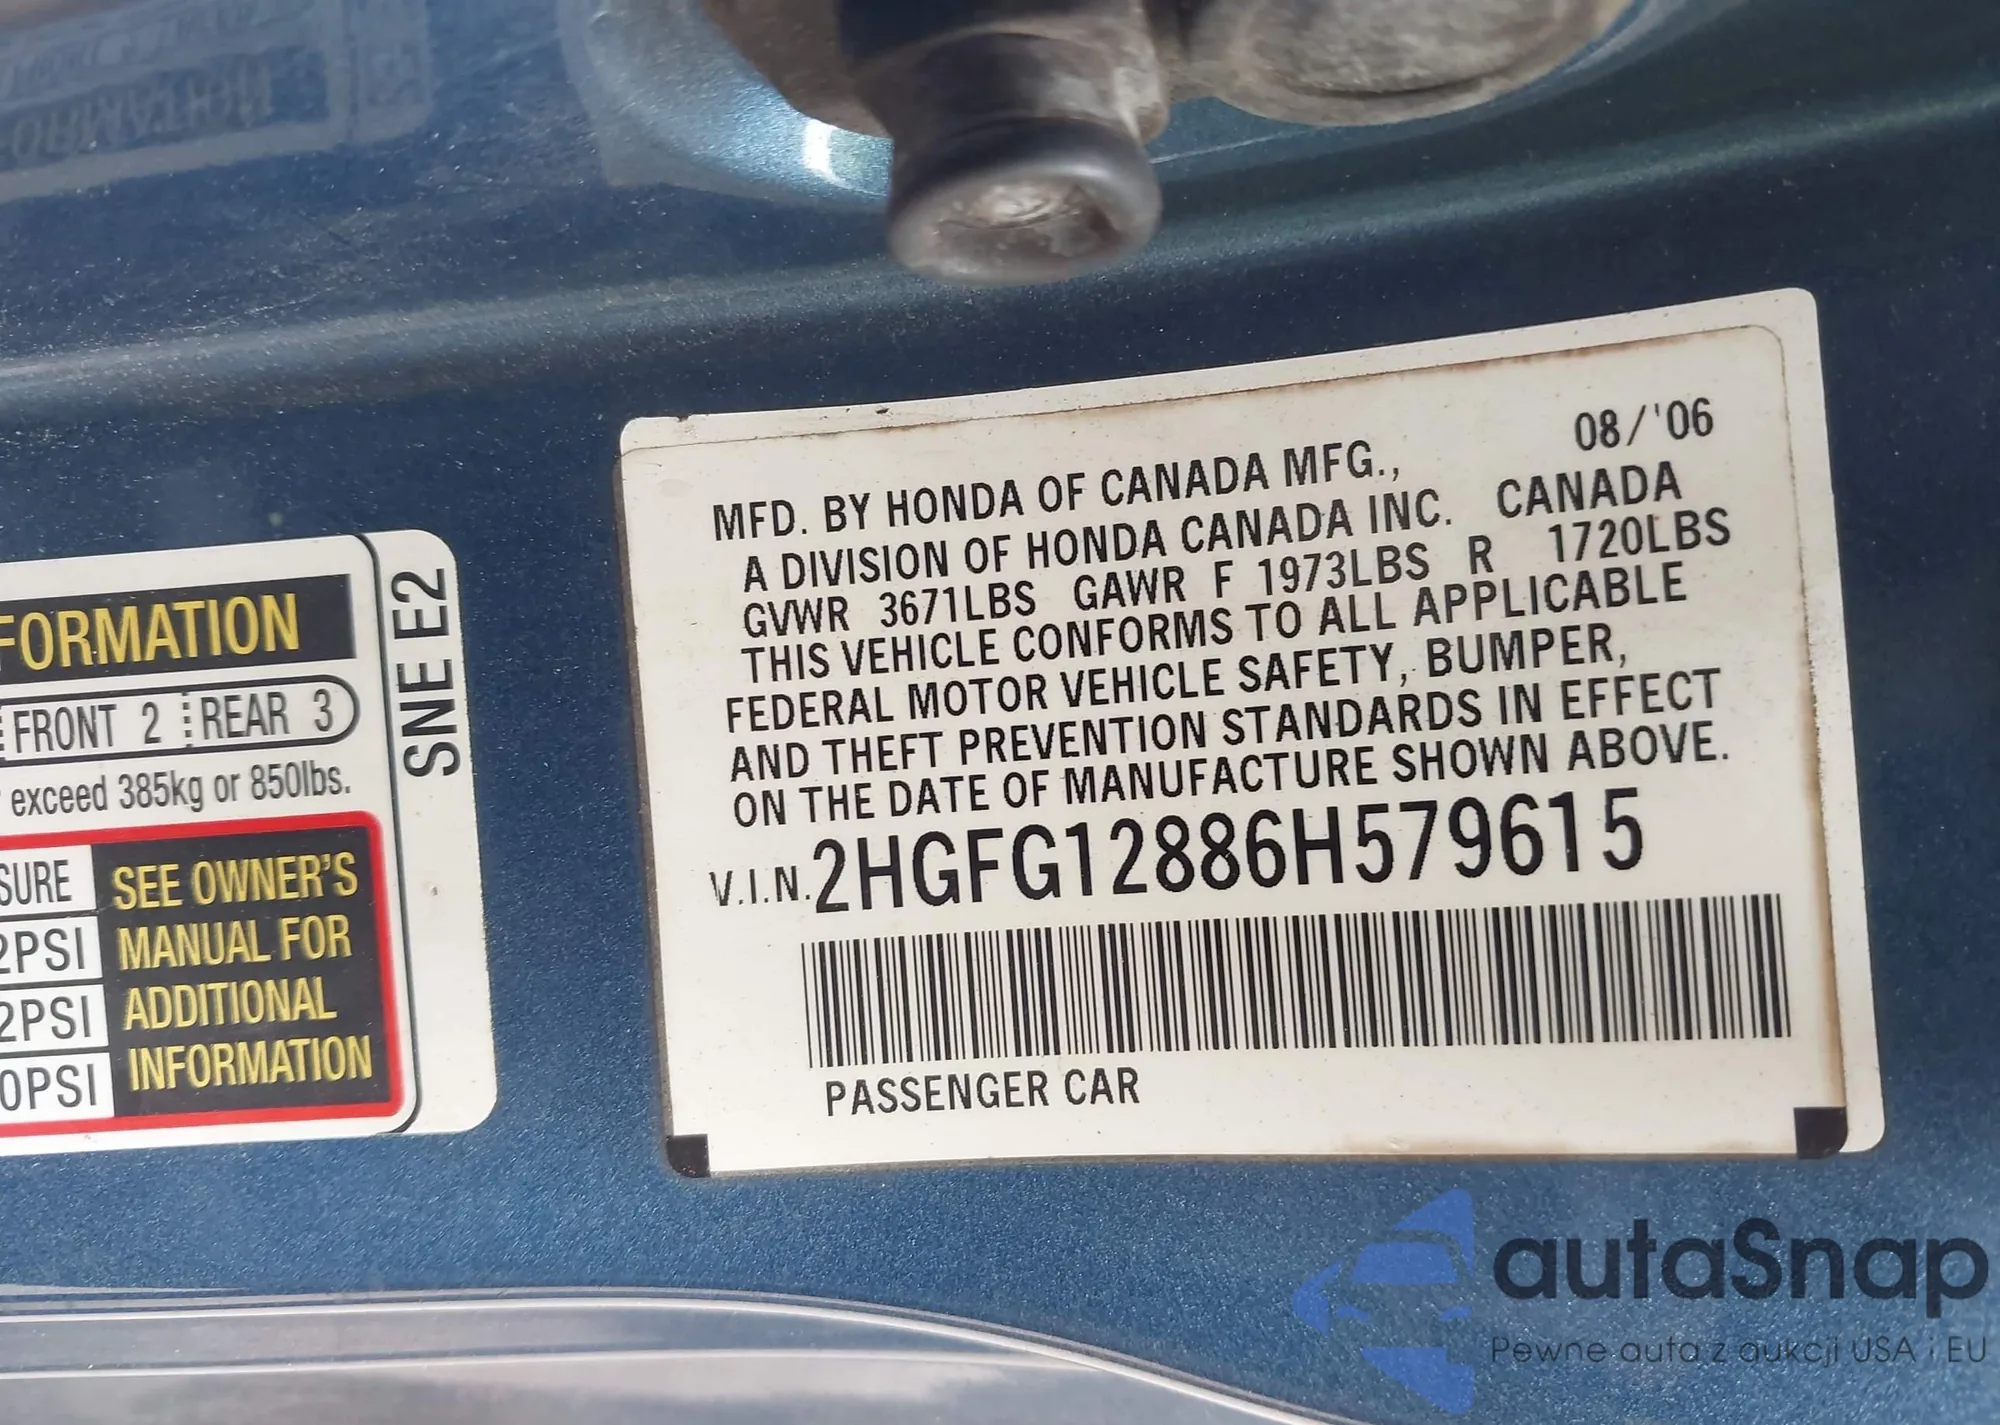 FORMATION
FRONT 2 REAR 3
exceed 385kg or 850lbs.
SURE
2PSI
2PSI
0PSI
SEE OWNER'S
MANUAL FOR
ADDITIONAL
INFORMATION
SNE E2
08/'06
MFD. BY HONDA OF CANADA MFG.,
A DIVISION OF HONDA CANADA INC. CANADA
GVWR 3671LBS GAWR F 1973LBS R 1720LBS
THIS VEHICLE CONFORMS TO ALL APPLICABLE
FEDERAL MOTOR VEHICLE SAFETY, BUMPER,
AND THEFT PREVENTION STANDARDS IN EFFECT
ON THE DATE OF MANUFACTURE SHOWN ABOVE.
V.I.N. 2HGFG12886H579615
PASSENGER CAR
autaSnap
Pewne auta z aukcji USA i EU